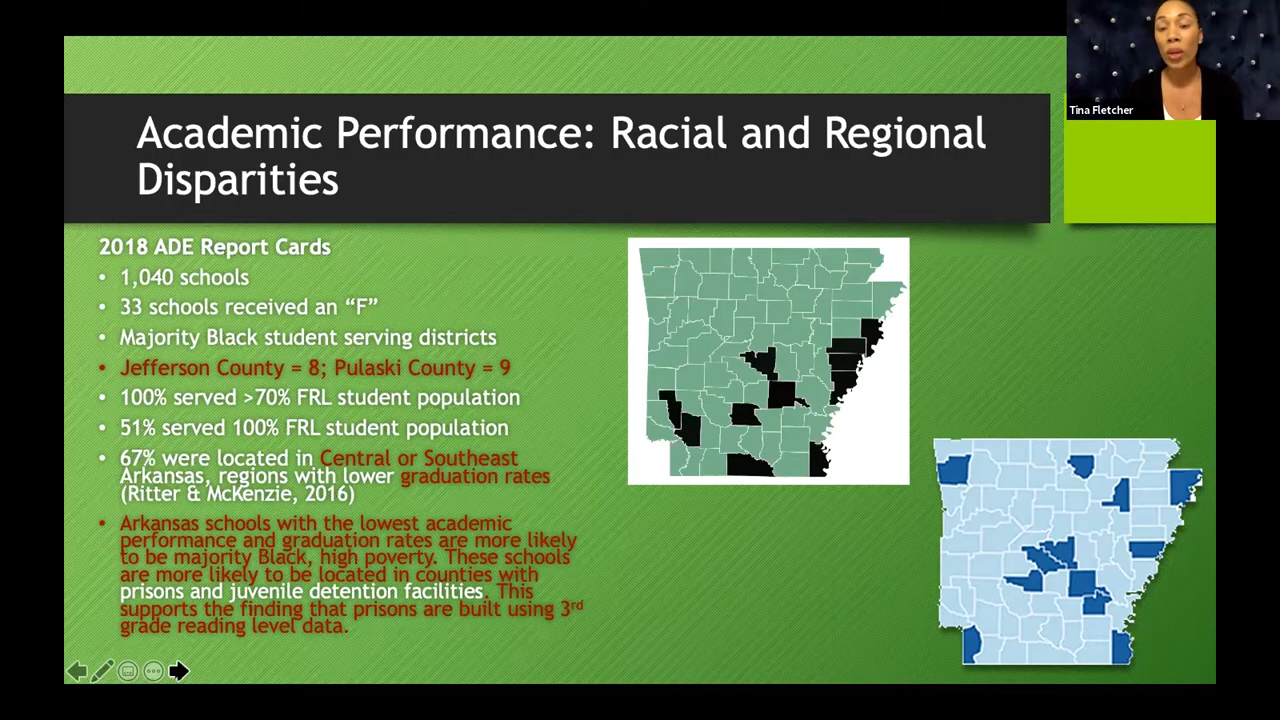 Tina Fletcher
Academic Performance: Racial and Regional
Disparities
2018 ADE Report Cards
• 1,040 schools
• 33 schools received an “F”
• Majority Black student serving districts
• Jefferson County = 8; Pulaski County = 9
• 100% served >70% FRL student population
• 51% served 100% FRL student population
• 67% were located in Central or Southeast
Arkansas, regions with lower graduation rates
(Ritter & McKenzie, 2016)
• Arkansas schools with the lowest academic
performance and graduation rates are more likely
to be majority Black, high poverty. These schools
are more likely to be located in counties with
prisons and juvenile detention facilities. This
supports the finding that prisons are built using 3rd
grade reading level data.